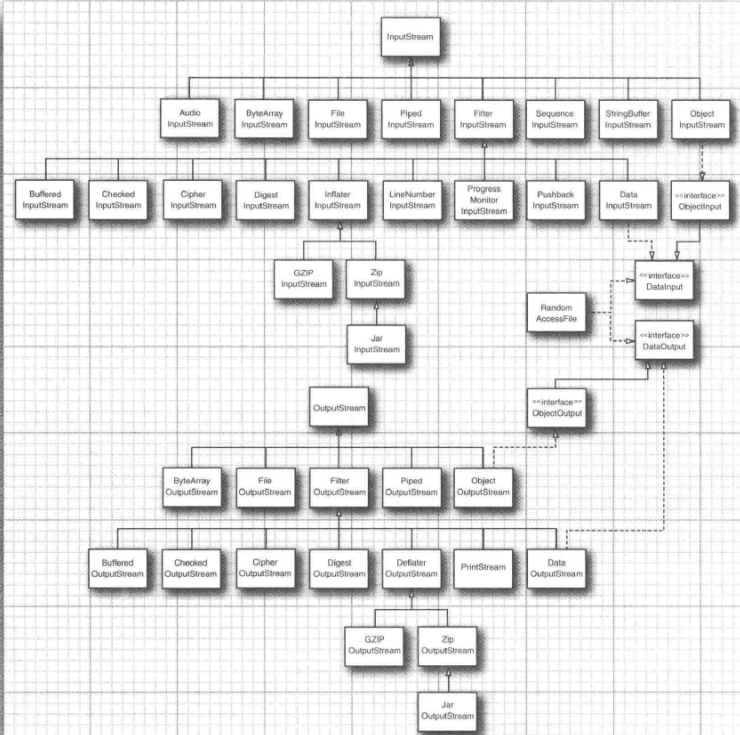 InputStream
Audio
InputStream
ByteArray
InputStream
File
InputStream
Piped
InputStream
Filter
InputStream
Sequence
InputStream
StringBuffer
InputStream
Object
InputStream
Buffered
InputStream
Checked
InputStream
Cipher
InputStream
Digest
InputStream
Inflater
InputStream
LineNumber
InputStream
Progress
Monitor
InputStream
Pushback
InputStream
Data
InputStream
<<interface>>
ObjectInput
GZIP
InputStream
Zip
InputStream
<<interface>>
DataInput
Random
AccessFile
Jar
InputStream
<<interface>>
DataOutput
OutputStream
<<interface>>
ObjectOutput
ByteArray
OutputStream
File
OutputStream
Filter
OutputStream
Piped
OutputStream
Object
OutputStream
Buffered
OutputStream
Checked
OutputStream
Cipher
OutputStream
Digest
OutputStream
Deflater
OutputStream
PrintStream
Data
OutputStream
GZIP
OutputStream
Zip
OutputStream
Jar
OutputStream